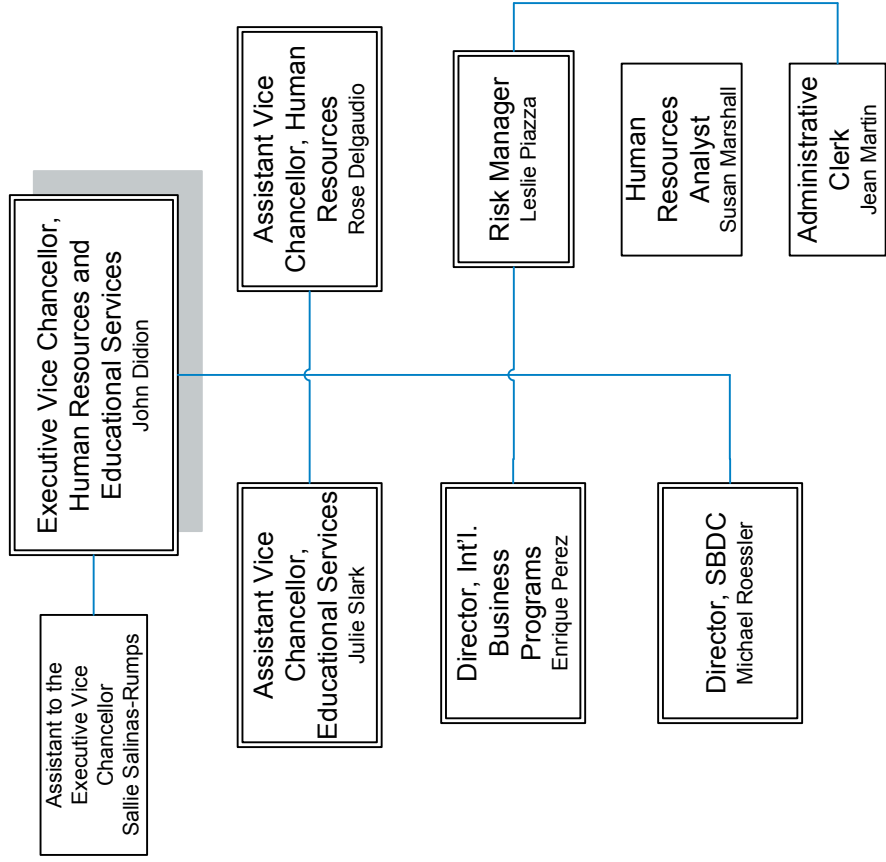 Executive Vice Chancellor,
Human Resources and
Educational Services
John Didion
Assistant to the
Executive Vice
Chancellor
Sallie Salinas-Rumps
Assistant Vice
Chancellor,
Educational Services
Julie Slark
Assistant Vice
Chancellor, Human
Resources
Rose Delgaudio
Director, Int'l.
Business
Programs
Enrique Perez
Risk Manager
Leslie Piazza
Human
Resources
Analyst
Susan Marshall
Director, SBDC
Michael Roessler
Administrative
Clerk
Jean Martin